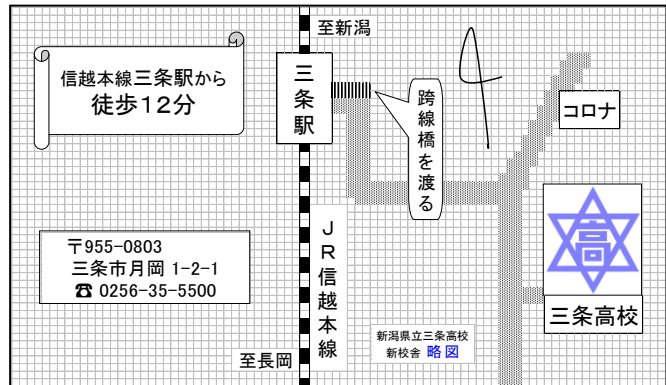 至新潟
信越本線三条駅から
徒歩12分
三条駅
跨線橋を渡る
コロナ
〒955-0803
三条市月岡 1-2-1
☎ 0256-35-5500
JR信越本線
高
三条高校
新潟県立三条高校
新校舎 略図
至長岡